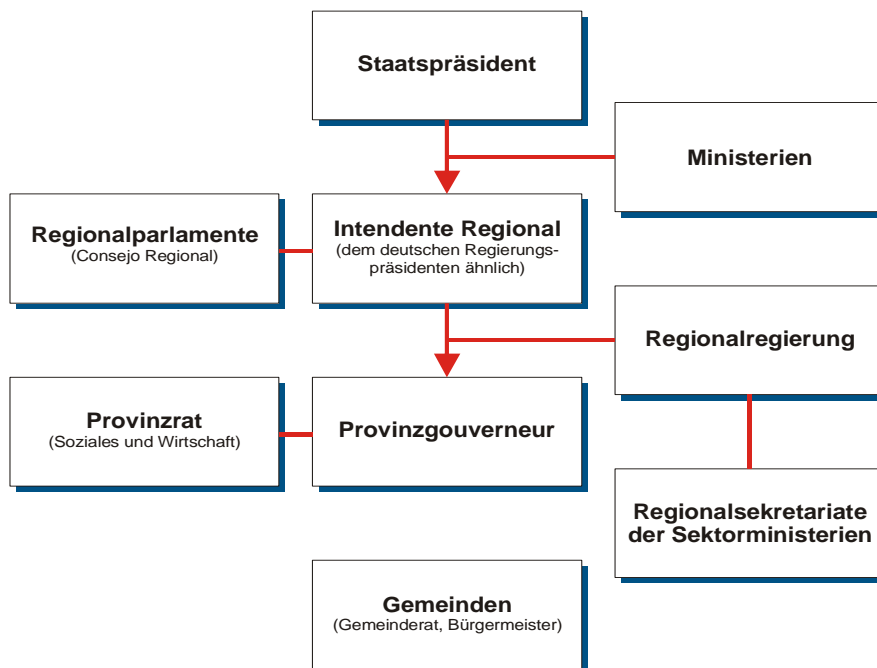 Staatspräsident
Ministerien
Regionalparlamente
(Consejo Regional)
Intendente Regional
(dem deutschen Regierungs-
präsidenten ähnlich)
Regionalregierung
Provinzrat
(Soziales und Wirtschaft)
Provinzgouverneur
Regionalsekretariate
der Sektorministerien
Gemeinden
(Gemeinderat, Bürgermeister)